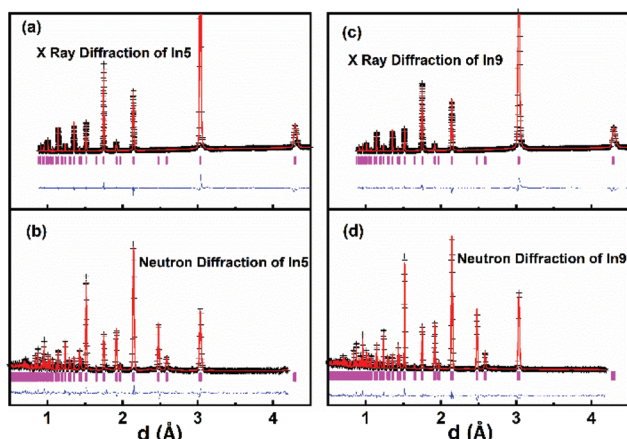 (a)
X Ray Diffraction of In5
(c)
X Ray Diffraction of In9
(b)
Neutron Diffraction of In5
(d)
Neutron Diffraction of In9
1 2 3 4
1 2 3 4
d (Å)
d (Å)